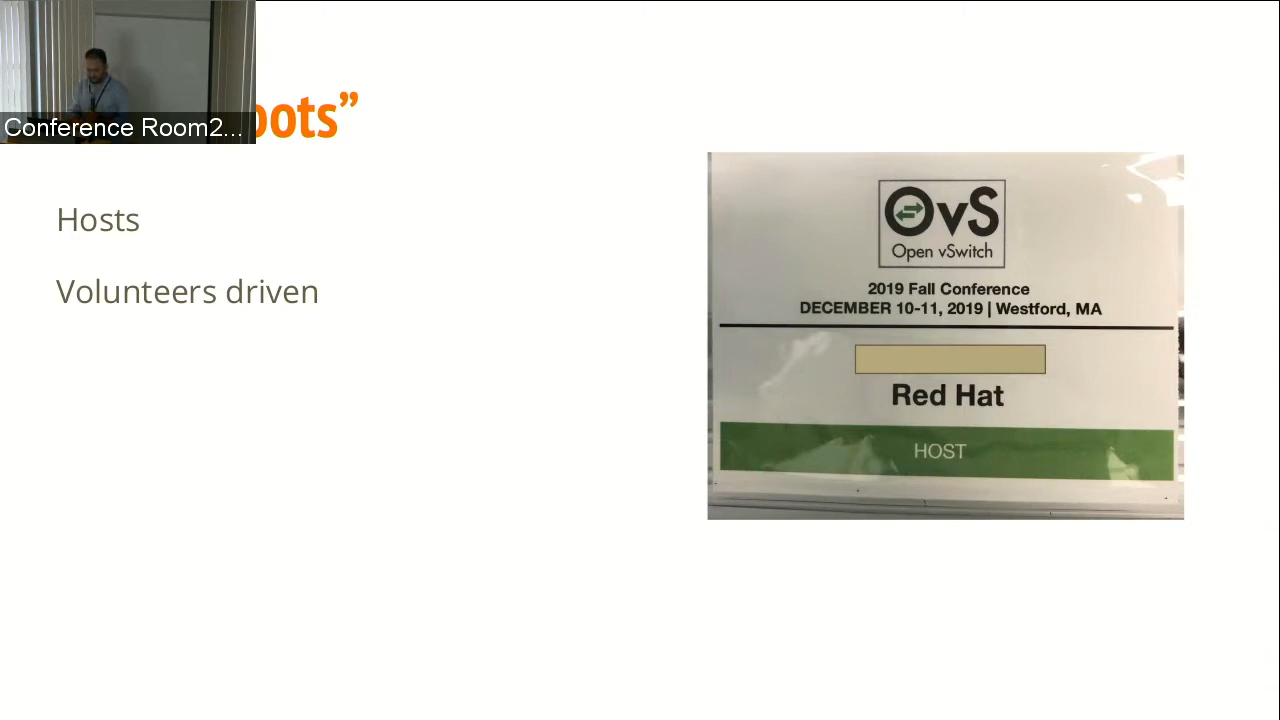 Conference Room2...
oots”
Hosts
Volunteers driven
OvS
Open vSwitch
2019 Fall Conference
DECEMBER 10-11, 2019 | Westford, MA
Red Hat
HOST